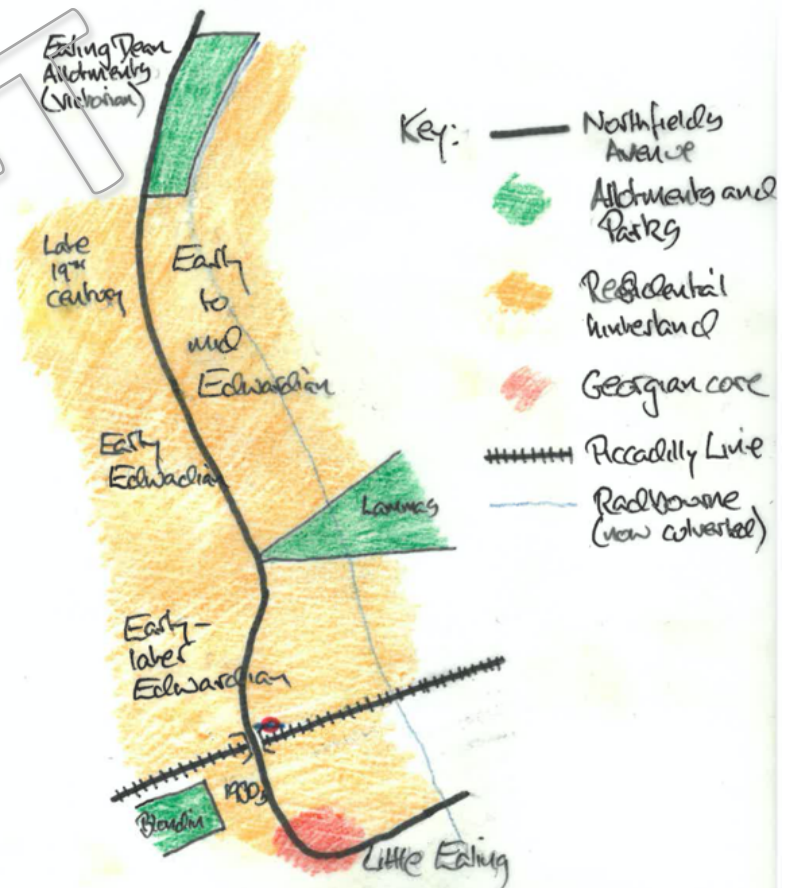 Ealing Dean
Allotments
(Victorian)
Key:
Northfields
Avenue
Allotments and
Parks
Residential
hinterland
Georgian core
Piccadilly Line
Radbourne
(now culverted)
Late
19th
century
Early
to
mid
Edwardian
Early
Edwardian
Lammas
Early-
later
Edwardian
1930s
Blondin
Little Ealing
T